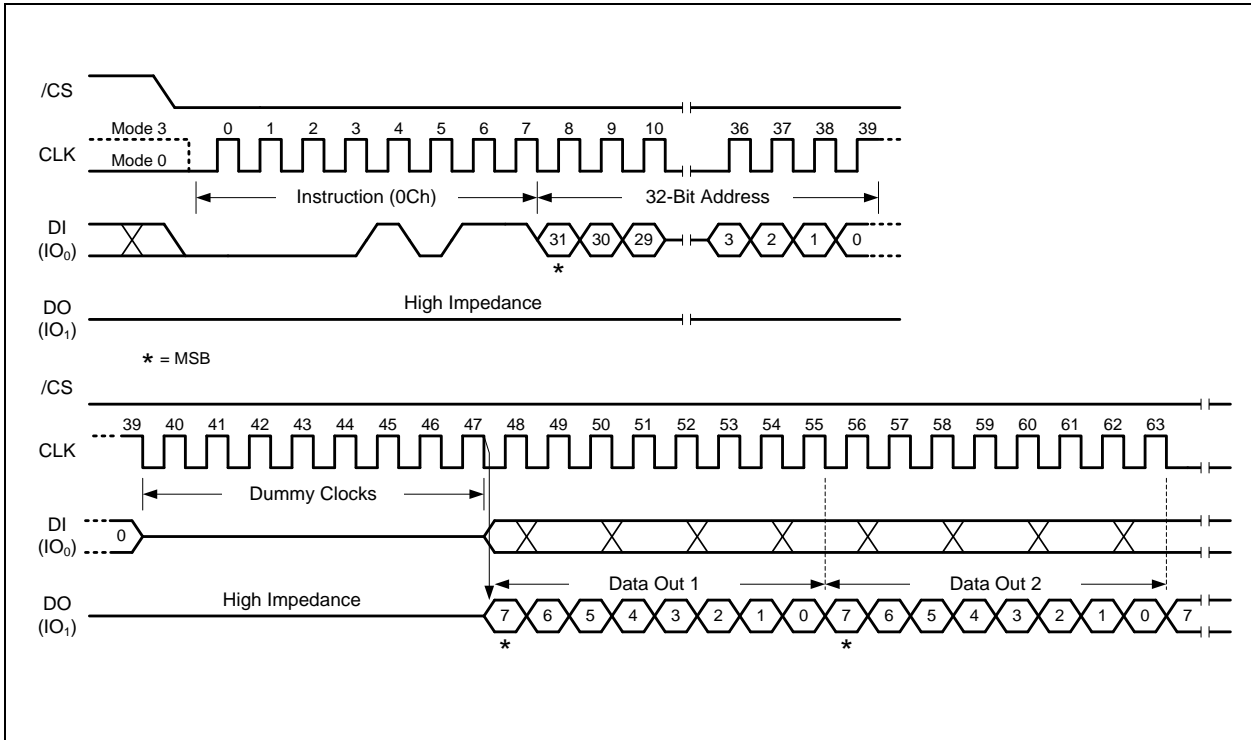 /CS
Mode 3 0 1 2 3 4 5 6 7 8 9 10 36 37 38 39
CLK
Mode 0
Instruction (0Ch) 32-Bit Address
DI
(IO0) 31 30 29 3 2 1 0
*
High Impedance
DO
(IO1)
* = MSB
/CS
39 40 41 42 43 44 45 46 47 48 49 50 51 52 53 54 55 56 57 58 59 60 61 62 63
CLK
Dummy Clocks
DI
(IO0) 0
Data Out 1 Data Out 2
High Impedance
DO
(IO1) 7 6 5 4 3 2 1 0 7 6 5 4 3 2 1 0 7
* *